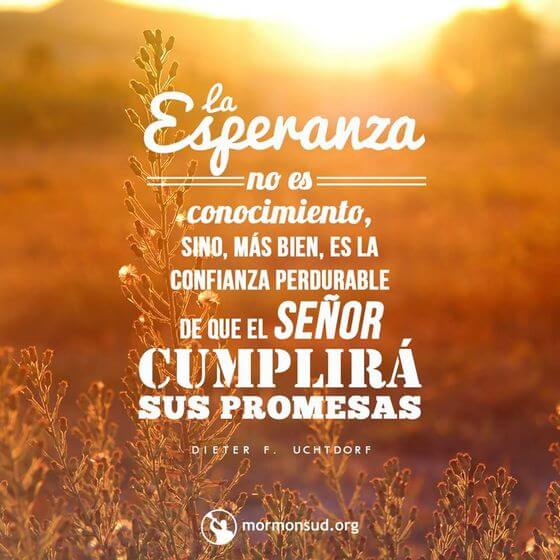 la
Esperanza
no es
conocimiento,
SINO, MÁS BIEN, ES LA
CONFIANZA PERDURABLE
DE QUE EL SEÑOR
CUMPLIRÁ
SUS PROMESAS
DIETER F. UCHTDORF
mormonsud.org